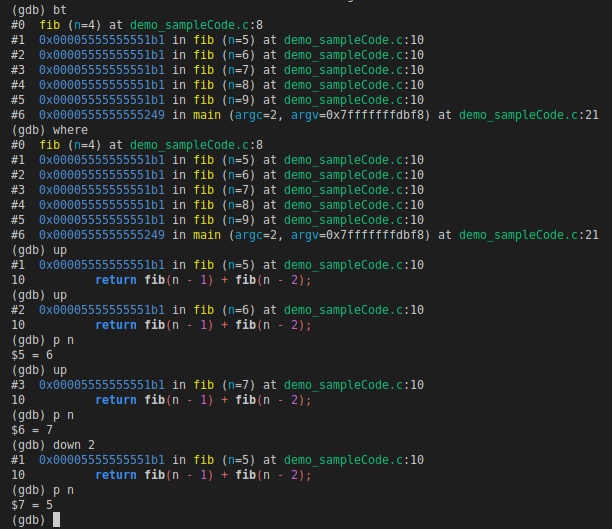 (gdb) bt
#0  fib (n=4) at demo_sampleCode.c:8
#1  0x00005555555551b1 in fib (n=5) at demo_sampleCode.c:10
#2  0x00005555555551b1 in fib (n=6) at demo_sampleCode.c:10
#3  0x00005555555551b1 in fib (n=7) at demo_sampleCode.c:10
#4  0x00005555555551b1 in fib (n=8) at demo_sampleCode.c:10
#5  0x00005555555551b1 in fib (n=9) at demo_sampleCode.c:10
#6  0x0000555555555249 in main (argc=2, argv=0x7fffffffdbf8) at demo_sampleCode.c:21
(gdb) where
#0  fib (n=4) at demo_sampleCode.c:8
#1  0x00005555555551b1 in fib (n=5) at demo_sampleCode.c:10
#2  0x00005555555551b1 in fib (n=6) at demo_sampleCode.c:10
#3  0x00005555555551b1 in fib (n=7) at demo_sampleCode.c:10
#4  0x00005555555551b1 in fib (n=8) at demo_sampleCode.c:10
#5  0x00005555555551b1 in fib (n=9) at demo_sampleCode.c:10
#6  0x0000555555555249 in main (argc=2, argv=0x7fffffffdbf8) at demo_sampleCode.c:21
(gdb) up
#1  0x00005555555551b1 in fib (n=5) at demo_sampleCode.c:10
10          return fib(n - 1) + fib(n - 2);
(gdb) up
#2  0x00005555555551b1 in fib (n=6) at demo_sampleCode.c:10
10          return fib(n - 1) + fib(n - 2);
(gdb) p n
$5 = 6
(gdb) up
#3  0x00005555555551b1 in fib (n=7) at demo_sampleCode.c:10
10          return fib(n - 1) + fib(n - 2);
(gdb) p n
$6 = 7
(gdb) down 2
#1  0x00005555555551b1 in fib (n=5) at demo_sampleCode.c:10
10          return fib(n - 1) + fib(n - 2);
(gdb) p n
$7 = 5
(gdb)